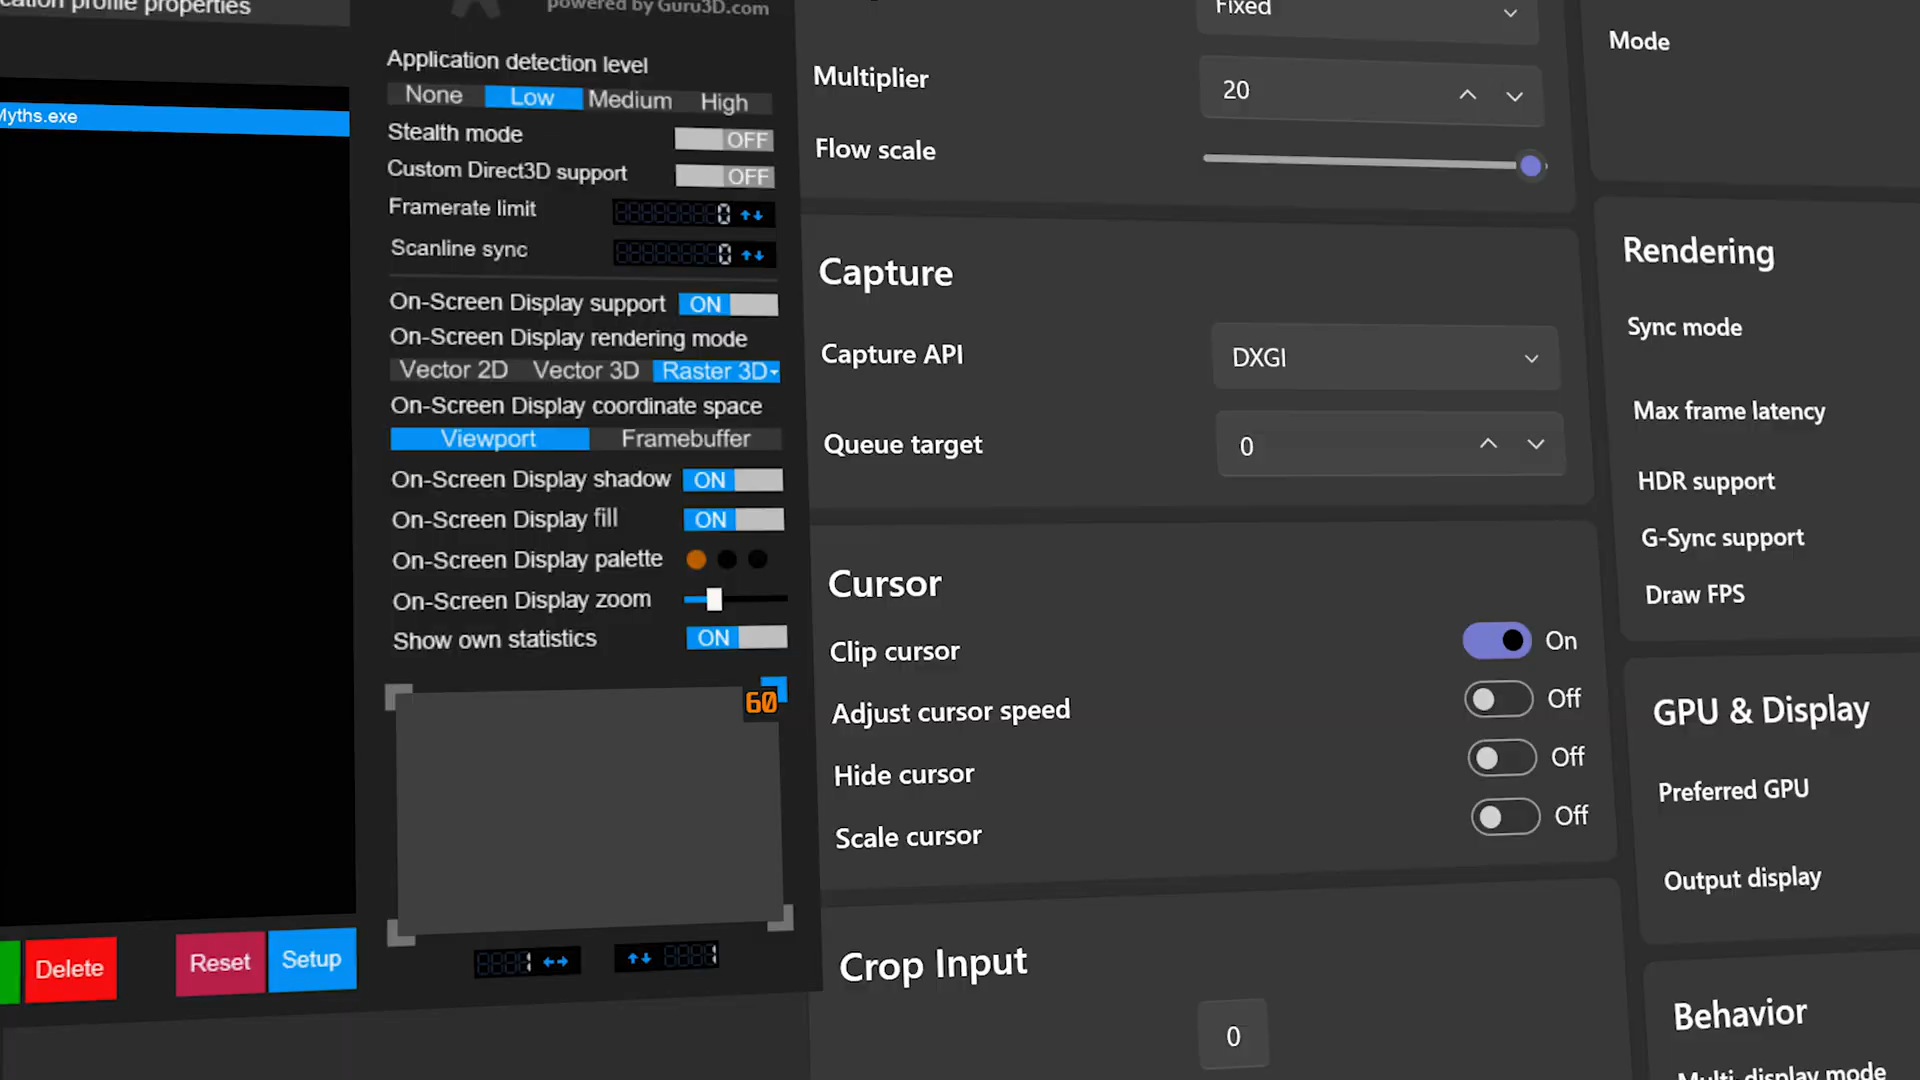 cation profile properties
Myths.exe
Delete
Reset
Setup
powered by Guru3D.com
Application detection level
None Low Medium High
Stealth mode OFF
Custom Direct3D support OFF
Framerate limit 0
Scanline sync 0
On-Screen Display support ON
On-Screen Display rendering mode
Vector 2D Vector 3D Raster 3D
On-Screen Display coordinate space
Viewport Framebuffer
On-Screen Display shadow ON
On-Screen Display fill ON
On-Screen Display palette
On-Screen Display zoom
Show own statistics ON
60
1 1
Fixed
Multiplier 20
Flow scale
Capture
Capture API DXGI
Queue target 0
Cursor
Clip cursor On
Adjust cursor speed Off
Hide cursor Off
Scale cursor Off
Crop Input
0
Mode
Rendering
Sync mode
Max frame latency
HDR support
G-Sync support
Draw FPS
GPU & Display
Preferred GPU
Output display
Behavior
Multi-display mode